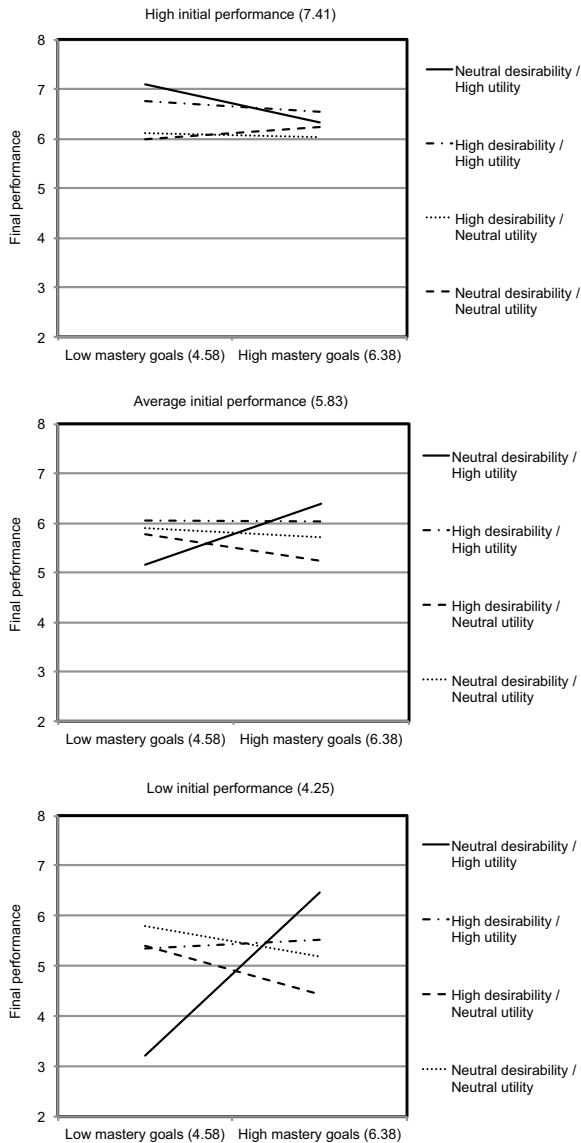 High initial performance (7.41)
8
7
6
5
4
3
2
Final performance
Low mastery goals (4.58) High mastery goals (6.38)
Neutral desirability /
High utility
High desirability /
High utility
High desirability /
Neutral utility
Neutral desirability /
Neutral utility
Average initial performance (5.83)
8
7
6
5
4
3
2
Final performance
Low mastery goals (4.58) High mastery goals (6.38)
Neutral desirability /
High utility
High desirability /
High utility
High desirability /
Neutral utility
Neutral desirability /
Neutral utility
Low initial performance (4.25)
8
7
6
5
4
3
2
Final performance
Low mastery goals (4.58) High mastery goals (6.38)
Neutral desirability /
High utility
High desirability /
High utility
High desirability /
Neutral utility
Neutral desirability /
Neutral utility